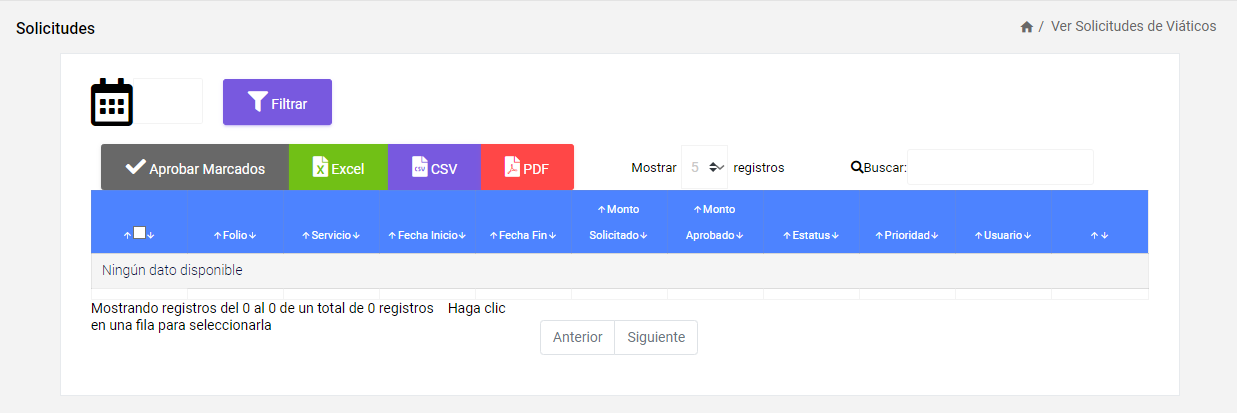 Solicitudes
/ Ver Solicitudes de Viáticos
Filtrar
Aprobar Marcados Excel CSV PDF Mostrar 5 registros Buscar:
↑ ↓ ↑Folio↓ ↑Servicio↓ ↑Fecha Inicio↓ ↑Fecha Fin↓ ↑Monto Solicitado↓ ↑Monto Aprobado↓ ↑Estatus↓ ↑Prioridad↓ ↑Usuario↓ ↑↓
Ningún dato disponible
Mostrando registros del 0 al 0 de un total de 0 registros Haga clic
en una fila para seleccionarla
Anterior Siguiente